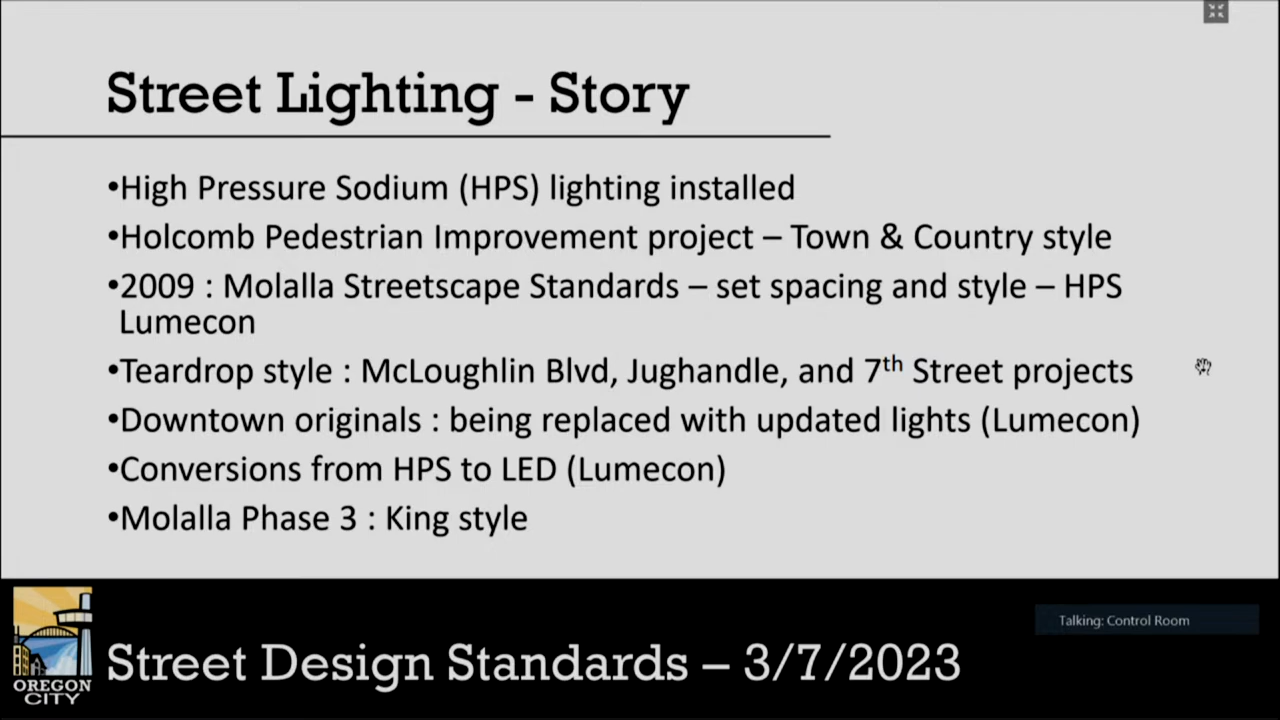 Street Lighting - Story
•High Pressure Sodium (HPS) lighting installed
•Holcomb Pedestrian Improvement project – Town & Country style
•2009 : Molalla Streetscape Standards – set spacing and style – HPS
Lumecon
•Teardrop style : McLoughlin Blvd, Jughandle, and 7th Street projects
•Downtown originals : being replaced with updated lights (Lumecon)
•Conversions from HPS to LED (Lumecon)
•Molalla Phase 3 : King style
Talking: Control Room
Street Design Standards – 3/7/2023
OREGON
CITY